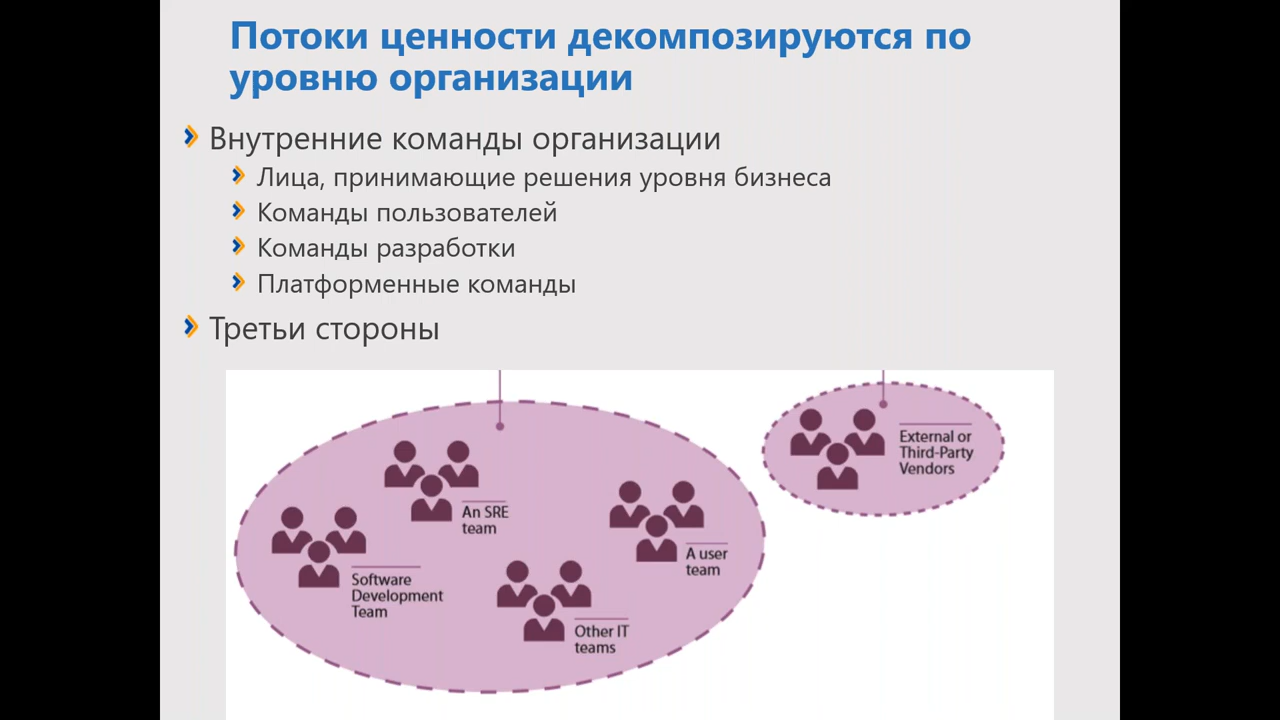 Потоки ценности декомпозируются по
уровню организации
Внутренние команды организации
Лица, принимающие решения уровня бизнеса
Команды пользователей
Команды разработки
Платформенные команды
Третьи стороны
An SRE
team
Software
Development
Team
A user
team
Other IT
teams
External or
Third-Party
Vendors